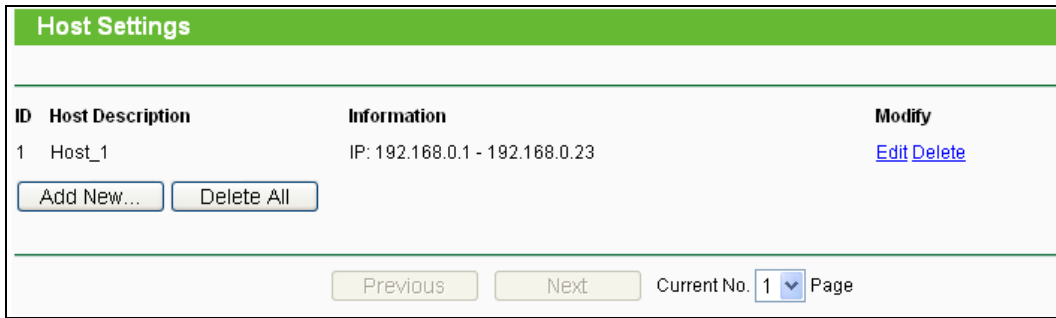 Host Settings
ID Host Description Information Modify
1 Host_1 IP: 192.168.0.1 - 192.168.0.23 Edit Delete
Add New... Delete All
Previous Next Current No. 1 Page